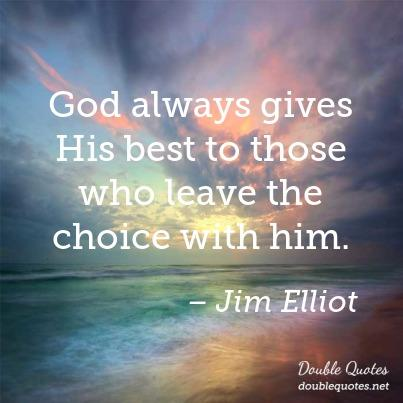 God always gives
His best to those
who leave the
choice with him.
– Jim Elliot
Double Quotes
doublequotes.net